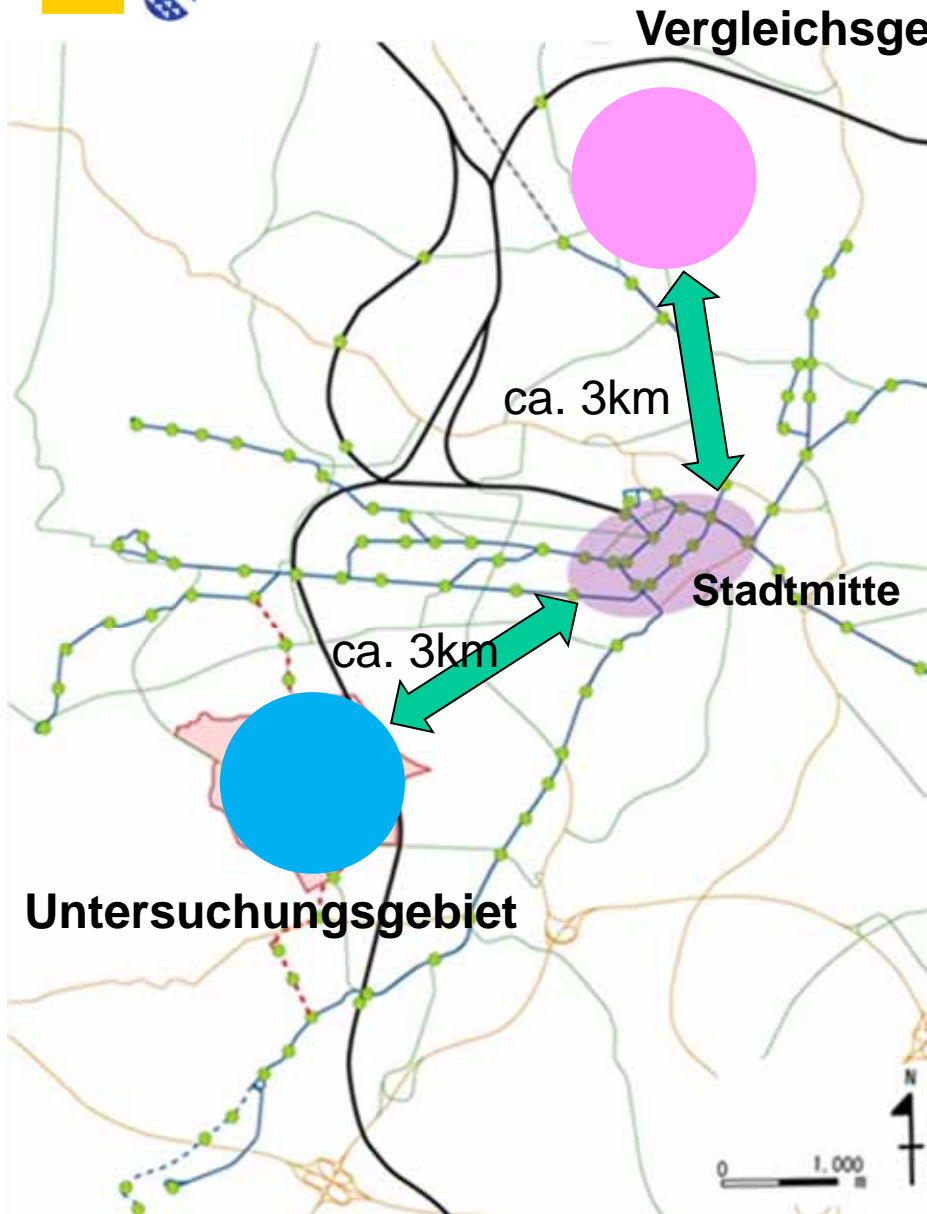 Vergleichsge
ca. 3km
Stadtmitte
ca. 3km
Untersuchungsgebiet
N
0 1.000
m